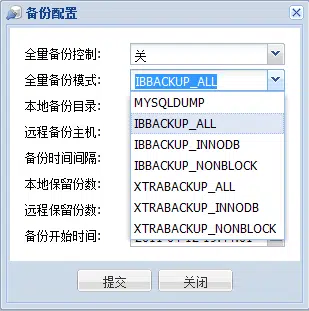 备份配置
全量备份控制: 关
全量备份模式: IBBACKUP_ALL
本地备份目录: MYSQLDUMP
远程备份主机: IBBACKUP_ALL
备份时间间隔: IBBACKUP_INNODB
IBBACKUP_NONBLOCK
本地保留份数: XTRABACKUP_ALL
远程保留份数: XTRABACKUP_INNODB
备份开始时间: XTRABACKUP_NONBLOCK
提交 关闭